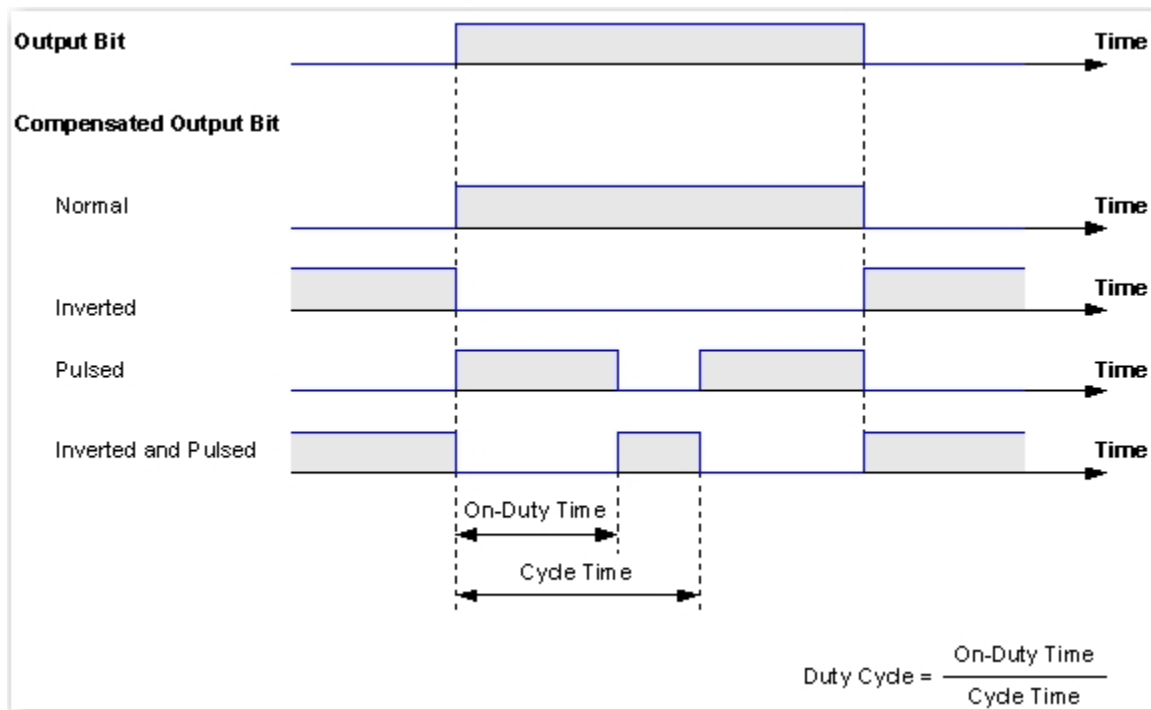 Output Bit
Time
Compensated Output Bit
Normal
Time
Inverted
Time
Pulsed
Time
Inverted and Pulsed
Time
On-Duty Time
Cycle Time
Duty Cycle = On-Duty Time
Cycle Time